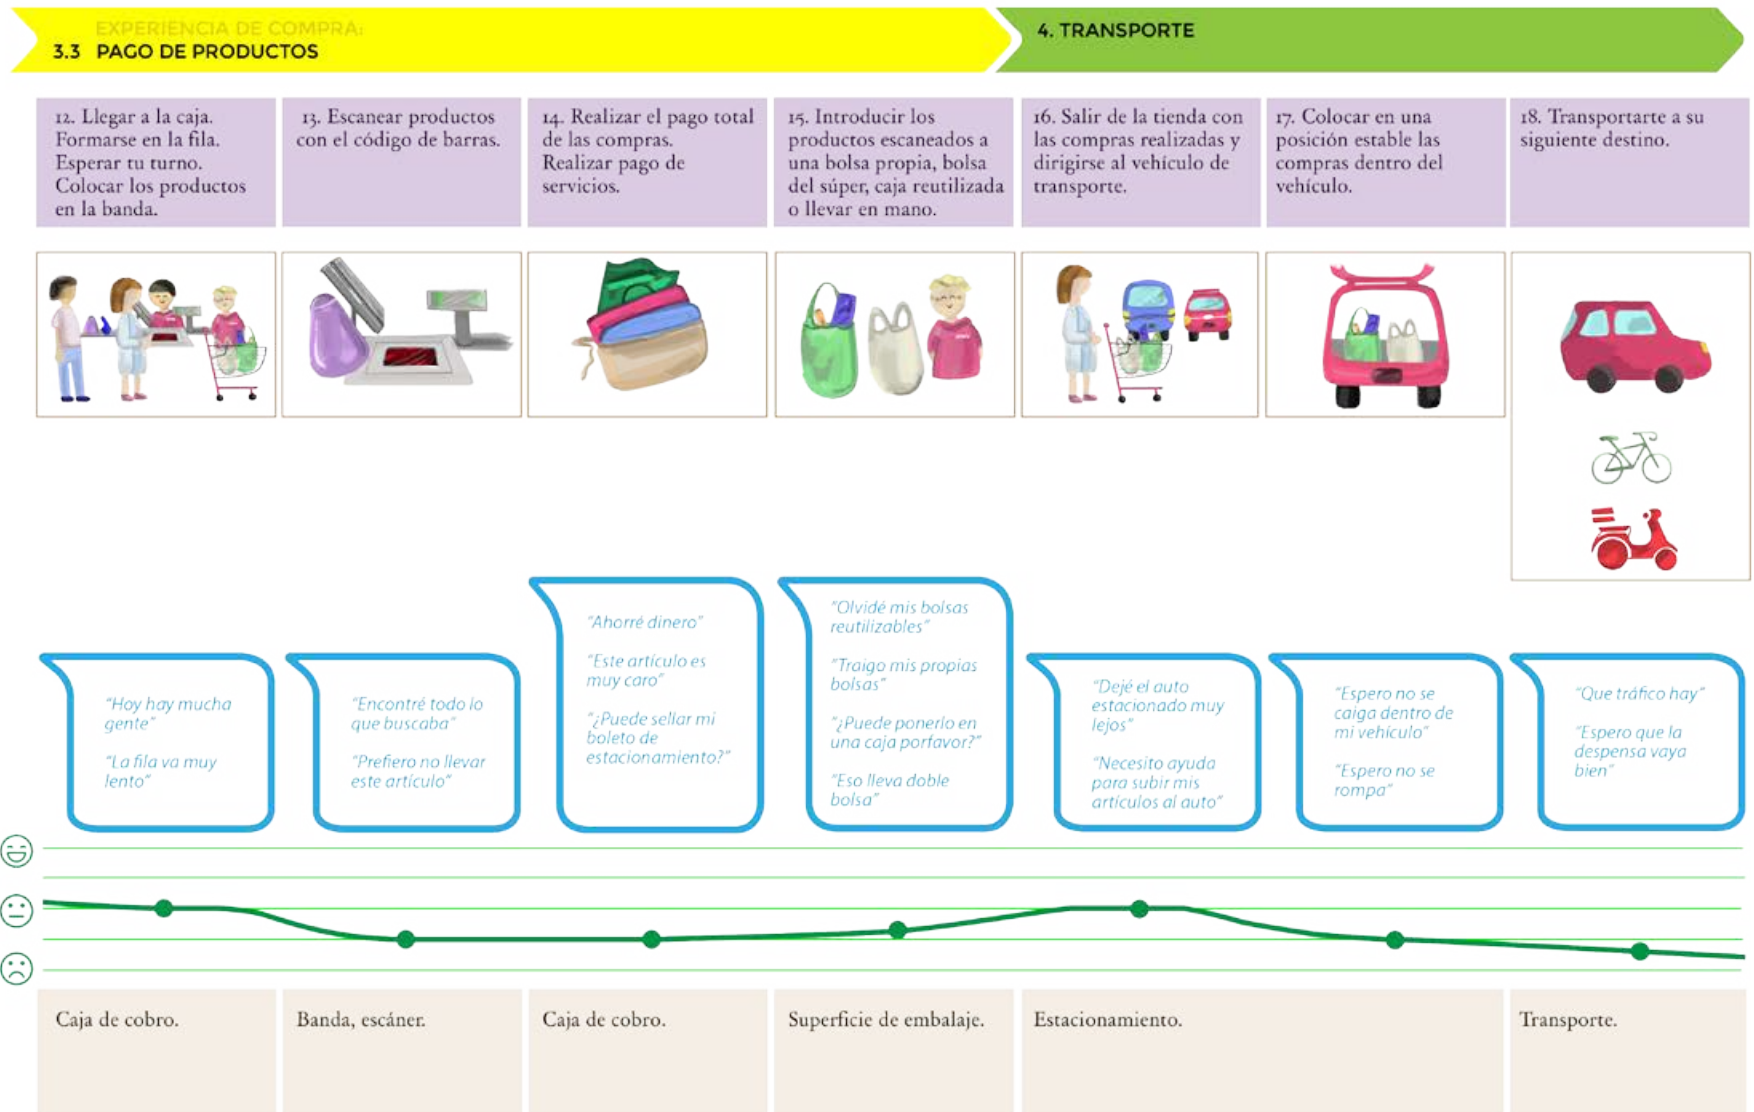 EXPERIENCIA DE COMPRA:
3.3 PAGO DE PRODUCTOS
4. TRANSPORTE
12. Llegar a la caja.
Formarse en la fila.
Esperar tu turno.
Colocar los productos
en la banda.
13. Escanear productos
con el código de barras.
14. Realizar el pago total
de las compras.
Realizar pago de
servicios.
15. Introducir los
productos escaneados a
una bolsa propia, bolsa
del súper, caja reutilizada
o llevar en mano.
16. Salir de la tienda con
las compras realizadas y
dirigirse al vehículo de
transporte.
17. Colocar en una
posición estable las
compras dentro del
vehículo.
18. Transportarte a su
siguiente destino.
"Hoy hay mucha
gente"
"La fila va muy
lento"
"Encontré todo lo
que buscaba"
"Prefiero no llevar
este artículo"
"Ahorré dinero"
"Este artículo es
muy caro"
"¿Puede sellar mi
boleto de
estacionamiento?"
"Olvidé mis bolsas
reutilizables"
"Traigo mis propias
bolsas"
"¿Puede ponerlo en
una caja porfavor?"
"Eso lleva doble
bolsa"
"Dejé el auto
estacionado muy
lejos"
"Necesito ayuda
para subir mis
artículos al auto"
"Espero no se
caiga dentro de
mi vehículo"
"Espero no se
rompa"
"Que tráfico hay"
"Espero que la
despensa vaya
bien"
Caja de cobro.
Banda, escáner.
Caja de cobro.
Superficie de embalaje.
Estacionamiento.
Transporte.